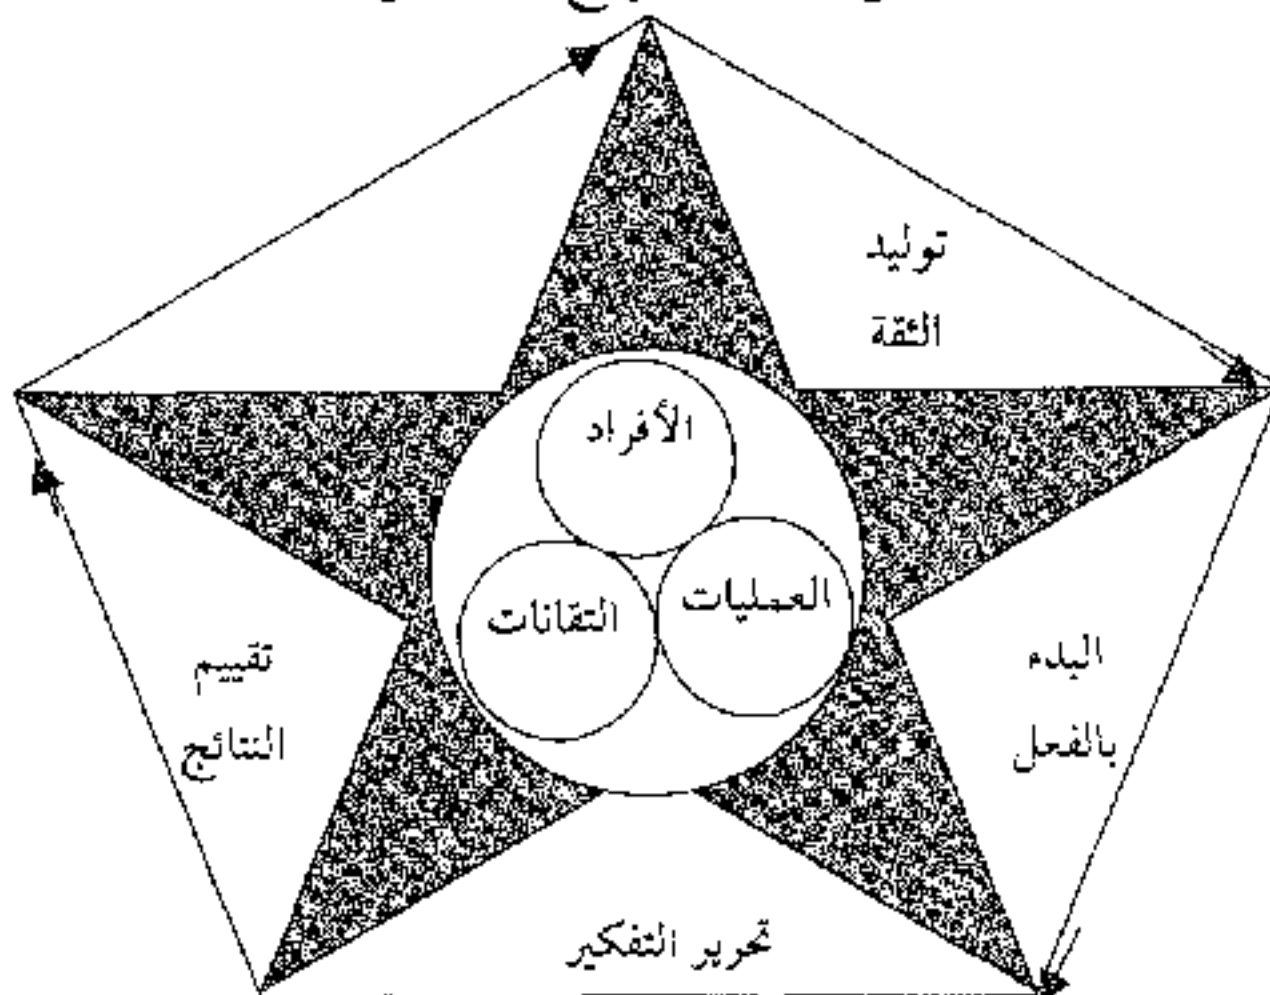 توليد
الثقة
الأفراد
العمليات
التقانات
البدء
بالفعل
تقييم
النتائج
تحرير التفكير